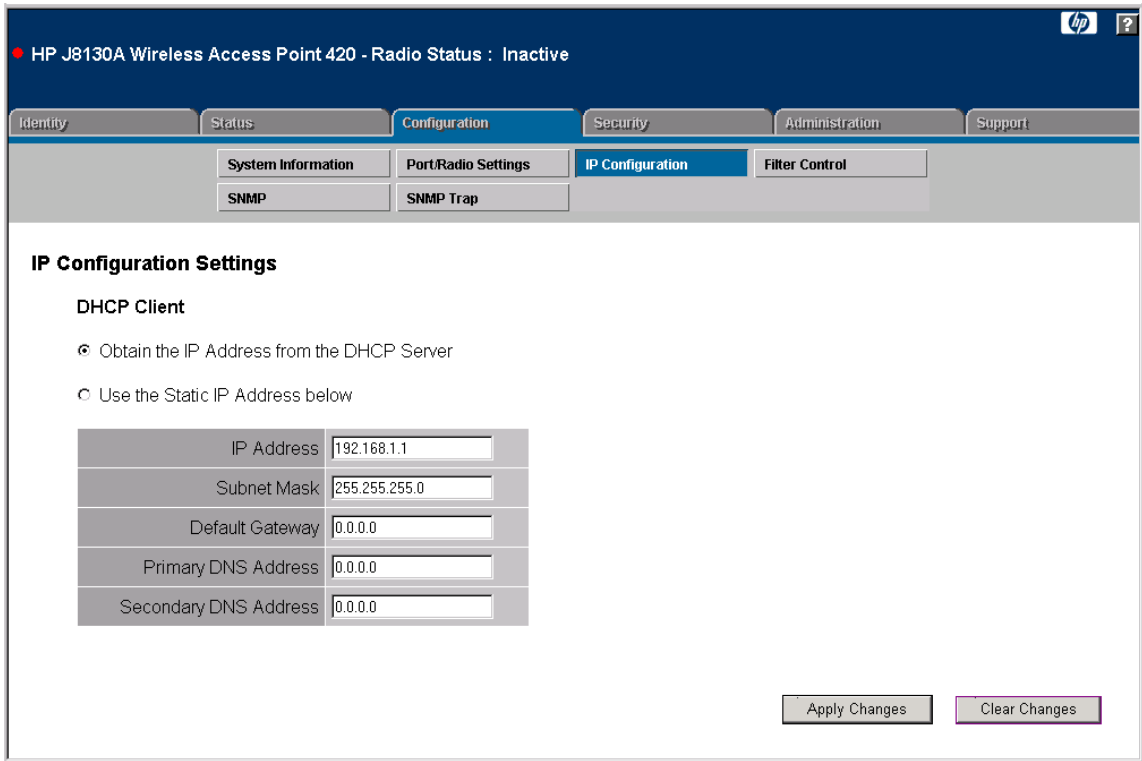 hp ?
HP J8130A Wireless Access Point 420 - Radio Status : Inactive
Identity Status Configuration Security Administration Support
System Information Port/Radio Settings IP Configuration Filter Control
SNMP SNMP Trap
IP Configuration Settings
DHCP Client
Obtain the IP Address from the DHCP Server
Use the Static IP Address below
IP Address 192.168.1.1
Subnet Mask 255.255.255.0
Default Gateway 0.0.0.0
Primary DNS Address 0.0.0.0
Secondary DNS Address 0.0.0.0
Apply Changes Clear Changes